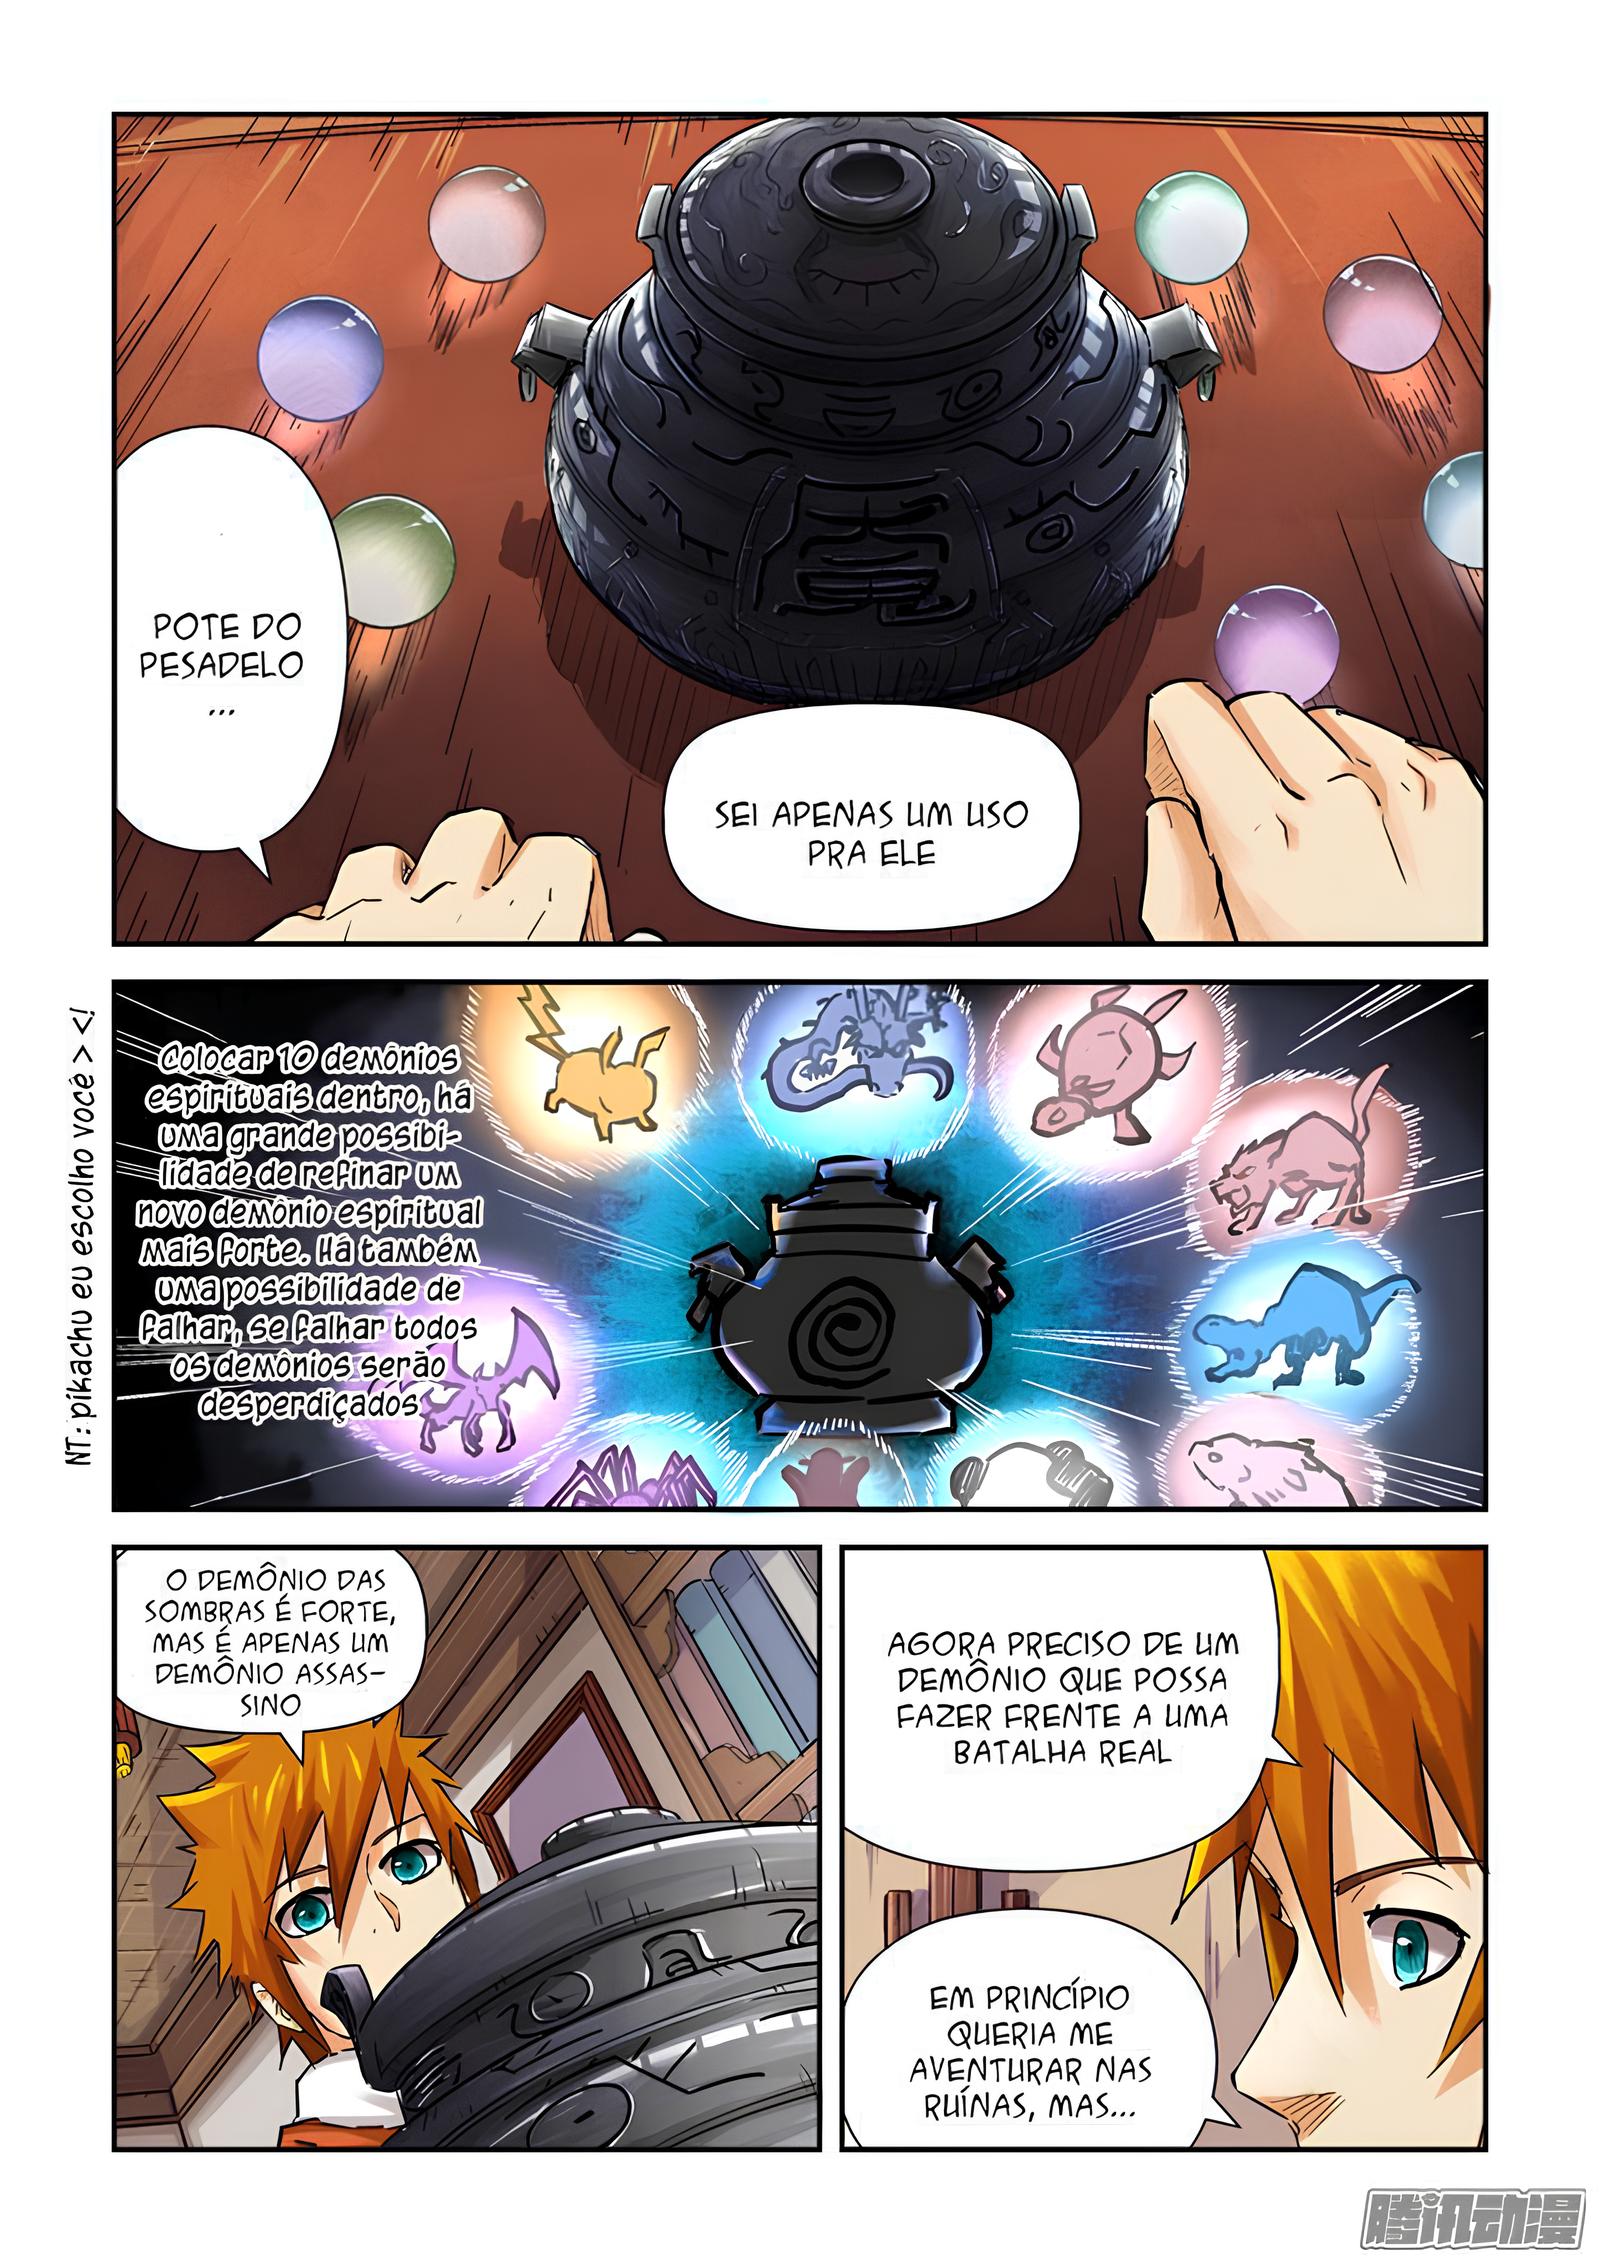 POTE DO
PESADELO
...
SEI APENAS UM USO
PRA ELE
NT: pikachu eu escolho você > <!
Colocar 10 demônios
espirituais dentro, há
uma grande possibi-
lidade de refinar um
novo demônio espiritual
mais forte. Há também
uma possibilidade de
falhar, se falhar todos
os demônios serão
desperdiçados
O DEMÔNIO DAS
SOMBRAS É FORTE,
MAS É APENAS UM
DEMÔNIO ASSAS-
SINO
AGORA PRECISO DE UM
DEMÔNIO QUE POSSA
FAZER FRENTE A UMA
BATALHA REAL
EM PRINCÍPIO
QUERIA ME
AVENTURAR NAS
RUÍNAS, MAS...
腾讯动漫